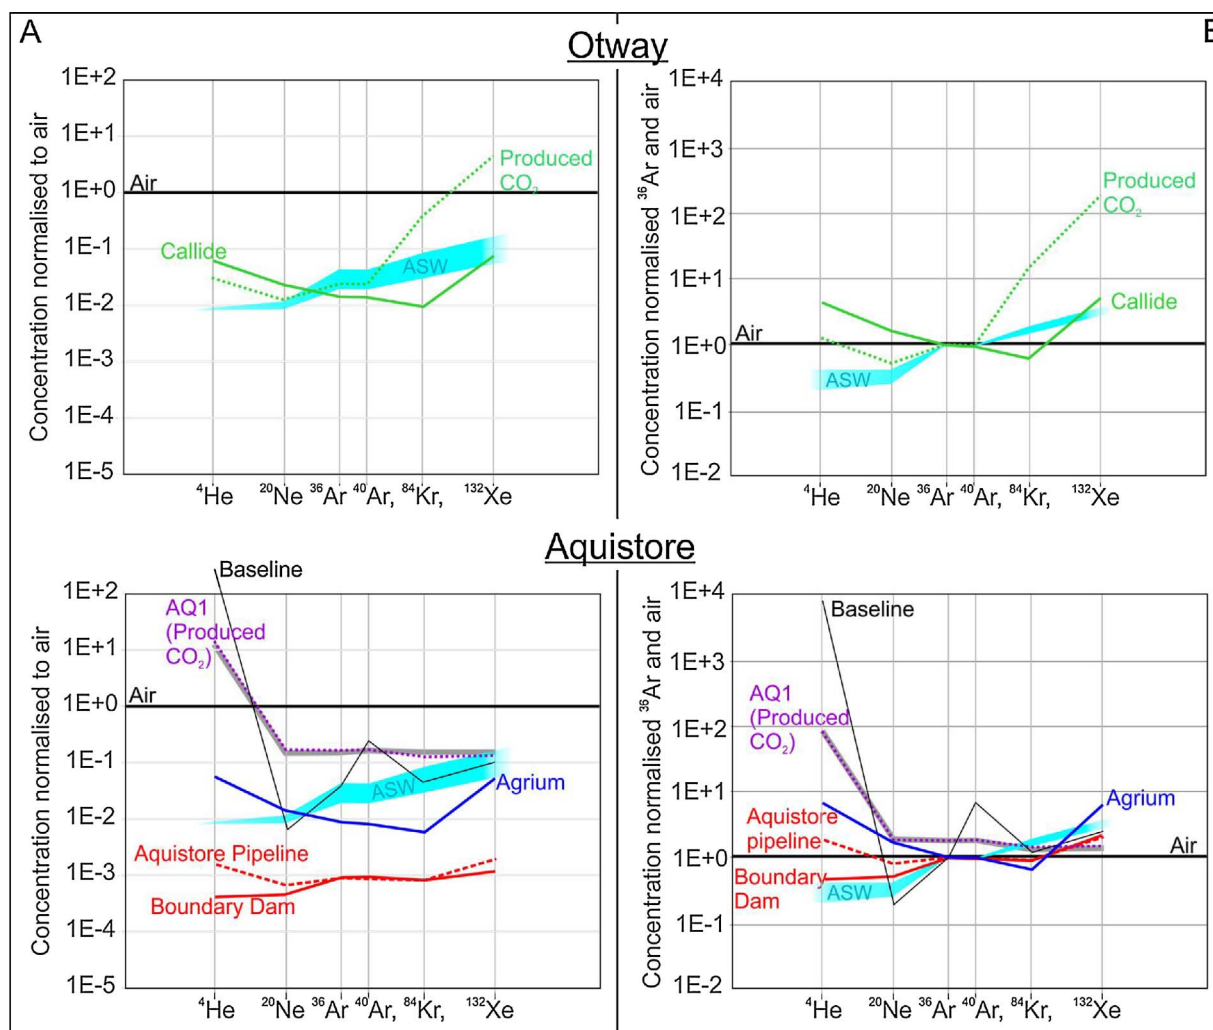 A
B
Otway
Concentration normalised to air
1E+2
1E+1
1E+0
1E-1
1E-2
1E-3
1E-4
1E-5
Air
Callide
Produced
CO₂
ASW
⁴He ²⁰Ne ³⁶Ar ⁴⁰Ar, ⁸⁴Kr, ¹³²Xe
Concentration normalised ³⁶Ar and air
1E+4
1E+3
1E+2
1E+1
1E+0
1E-1
1E-2
Air
Produced
CO₂
Callide
ASW
⁴He ²⁰Ne ³⁶Ar ⁴⁰Ar, ⁸⁴Kr, ¹³²Xe
Aquistore
Concentration normalised to air
1E+2
1E+1
1E+0
1E-1
1E-2
1E-3
1E-4
1E-5
Baseline
AQ1
(Produced
CO₂)
Air
ASW
Agrium
Aquistore Pipeline
Boundary Dam
⁴He ²⁰Ne ³⁶Ar ⁴⁰Ar, ⁸⁴Kr, ¹³²Xe
Concentration normalised ³⁶Ar and air
1E+4
1E+3
1E+2
1E+1
1E+0
1E-1
1E-2
Baseline
AQ1
(Produced
CO₂)
Agrium
Aquistore
pipeline
Air
Boundary
Dam
ASW
⁴He ²⁰Ne ³⁶Ar ⁴⁰Ar, ⁸⁴Kr, ¹³²Xe